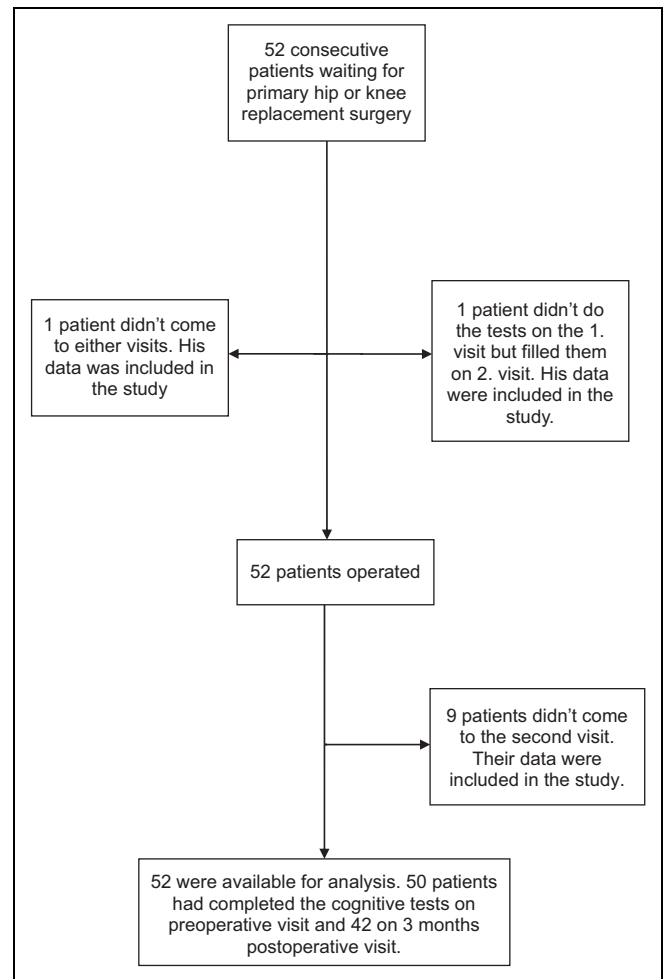 52 consecutive
patients waiting for
primary hip or knee
replacement surgery
1 patient didn't come
to either visits. His
data was included in
the study
1 patient didn't do
the tests on the 1.
visit but filled them
on 2. visit. His data
were included in the
study.
52 patients operated
9 patients didn't come
to the second visit.
Their data were
included in the study.
52 were available for analysis. 50 patients
had completed the cognitive tests on
preoperative visit and 42 on 3 months
postoperative visit.